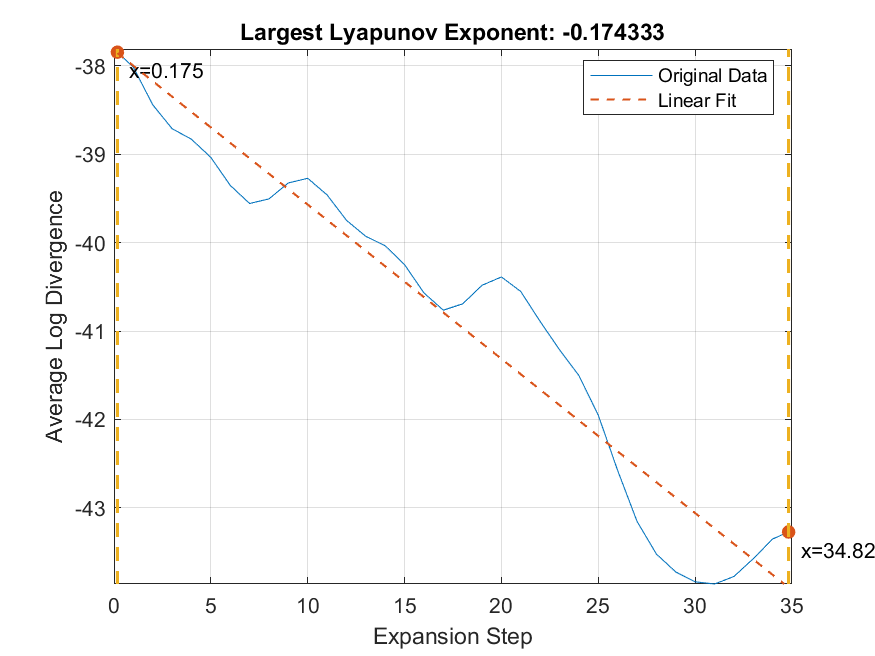 Largest Lyapunov Exponent: -0.174333
Original Data
Linear Fit
x=0.175
x=34.82
-38
-39
-40
-41
-42
-43
Average Log Divergence
0 5 10 15 20 25 30 35
Expansion Step